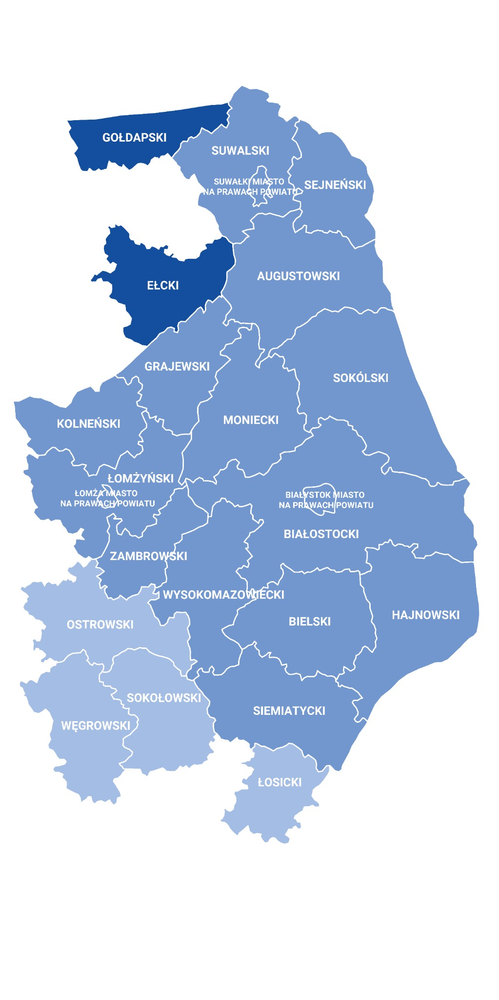 GOŁDAPSKI
SUWALSKI
SUWAŁKI MIASTO
NA PRAWACH POWIATU
SEJNEŃSKI
AUGUSTOWSKI
EŁCKI
GRAJEWSKI
SOKÓLSKI
KOLNEŃSKI
MONIECKI
ŁOMŻYŃSKI
ŁOMŻA MIASTO
NA PRAWACH POWIATU
BIAŁYSTOK MIASTO
NA PRAWACH POWIATU
BIAŁOSTOCKI
ZAMBROWSKI
WYSOKOMAZOWIECKI
HAJNOWSKI
BIELSKI
OSTROWSKI
SOKOŁOWSKI
SIEMIATYCKI
WĘGROWSKI
ŁOSICKI